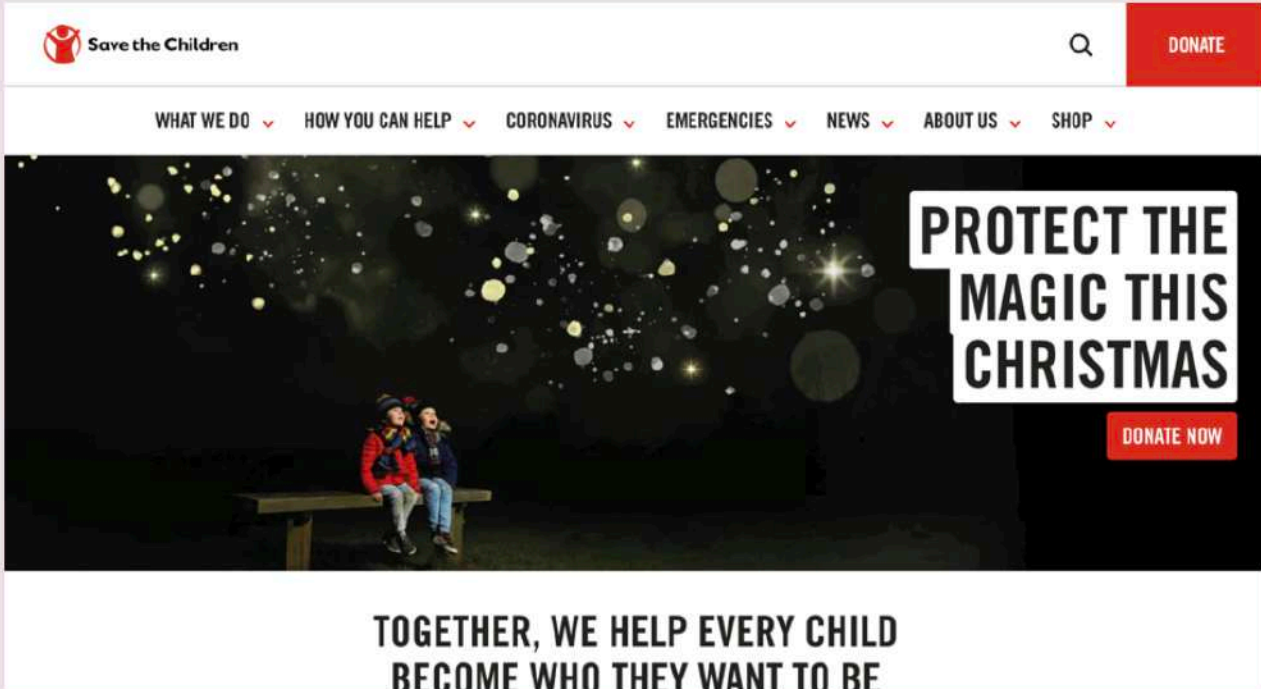 Save the Children
DONATE
WHAT WE DO HOW YOU CAN HELP CORONAVIRUS EMERGENCIES NEWS ABOUT US SHOP
PROTECT THE
MAGIC THIS
CHRISTMAS
DONATE NOW
TOGETHER, WE HELP EVERY CHILD
BECOME WHO THEY WANT TO BE